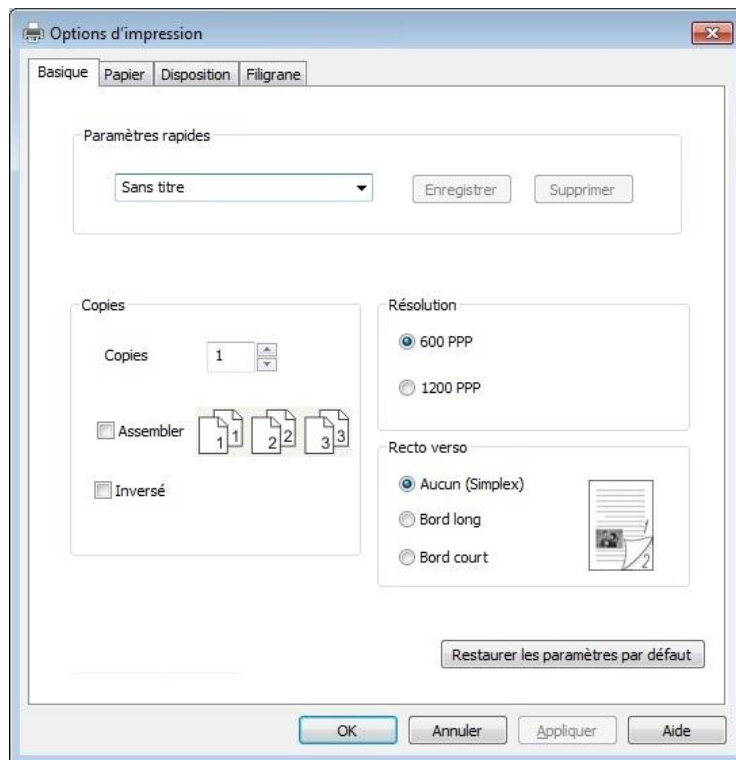 Options d'impression
Basique Papier Disposition Filigrane
Paramètres rapides
Sans titre Enregistrer Supprimer
Copies
Copies 1
Assembler 1 1 2 2 3 3
Inversé
Résolution
600 PPP
1200 PPP
Recto verso
Aucun (Simplex)
Bord long
Bord court
1
2
Restaurer les paramètres par défaut
OK Annuler Appliquer Aide